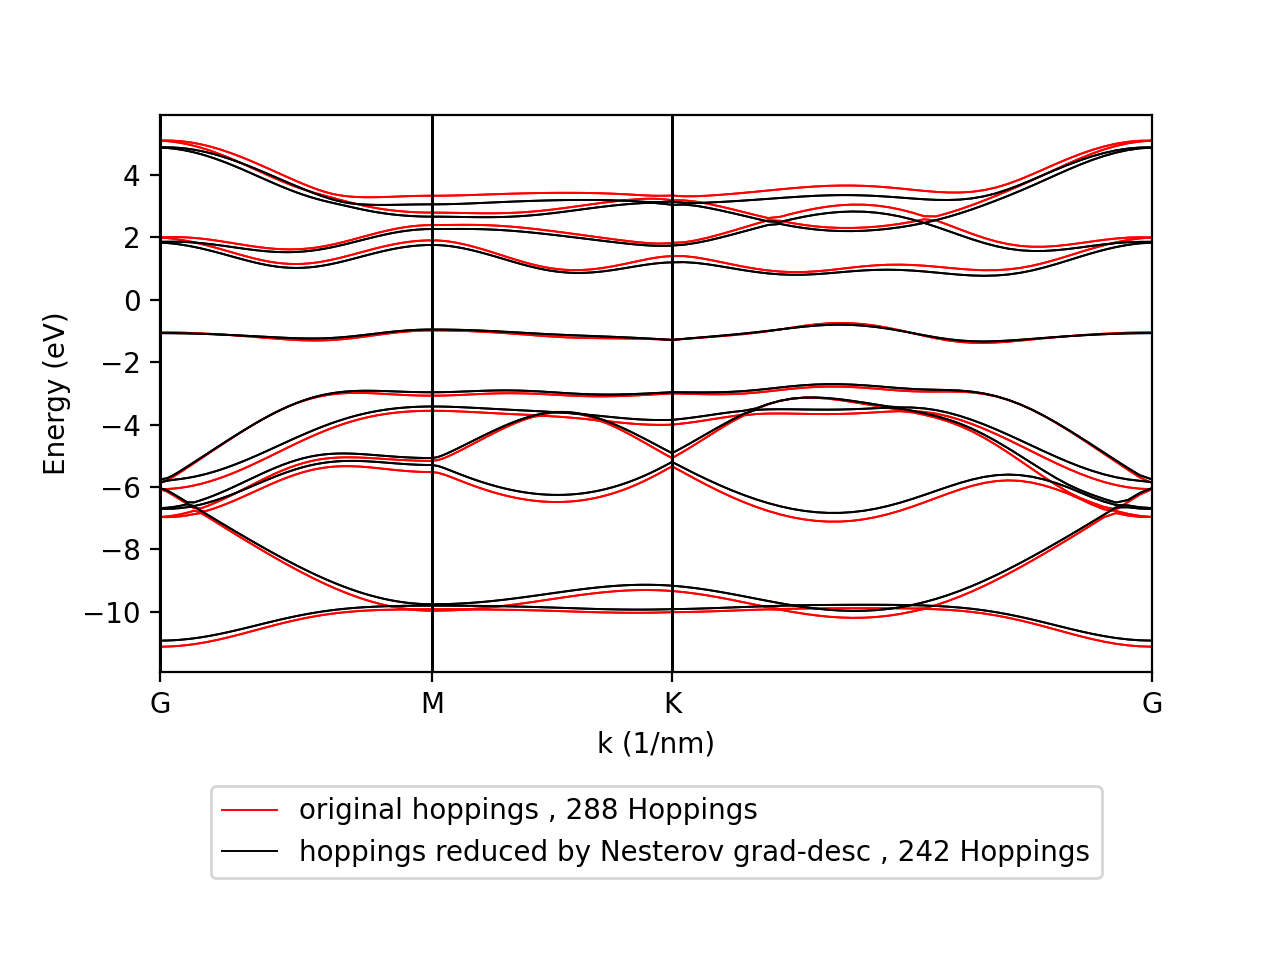 4
2
0
−2
−4
−6
−8
−10
Energy (eV)
G M K G
k (1/nm)
original hoppings , 288 Hoppings
hoppings reduced by Nesterov grad-desc , 242 Hoppings